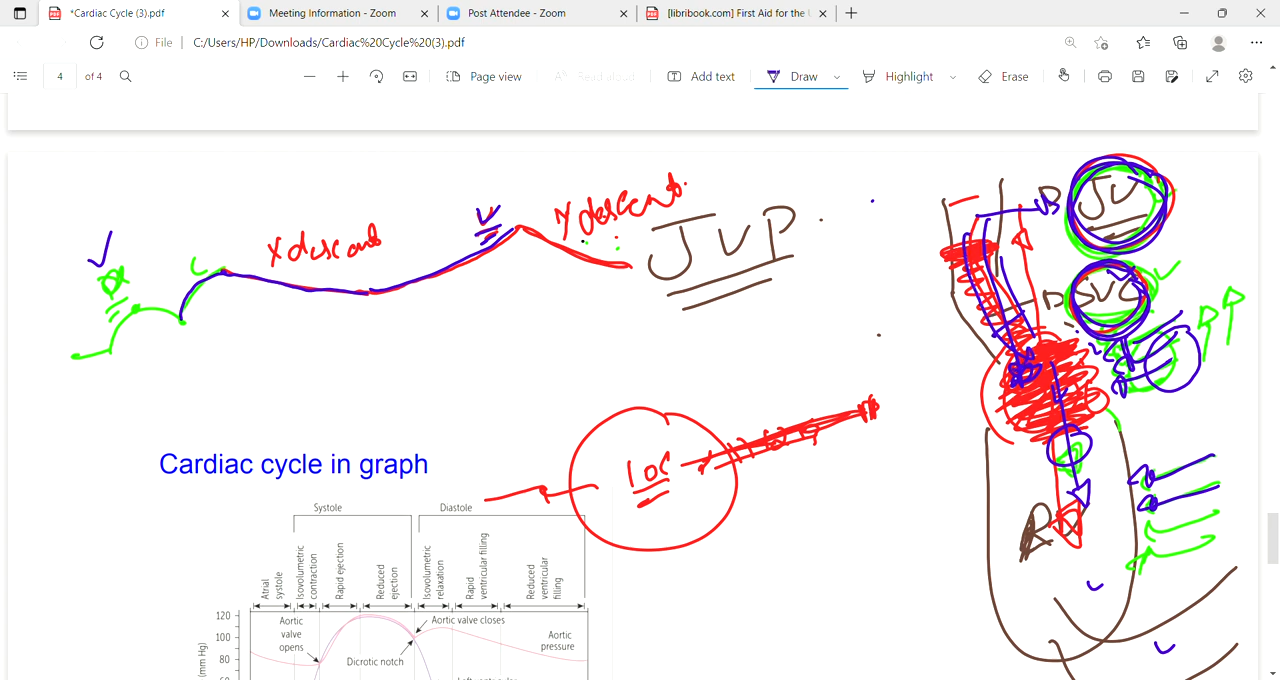 *Cardiac Cycle (3).pdf
Meeting Information - Zoom
Post Attendee - Zoom
[libribook.com] First Aid for the
File
C:/Users/HP/Downloads/Cardiac%20Cycle%20(3).pdf
4 of 4
Page view
Read aloud
Add text
Draw
Highlight
Erase
X descent
V
Y descent
JVP
C
JV
SVC
100
Cardiac cycle in graph
Systole
Diastole
Atrial systole
Isovolumetric contraction
Rapid ejection
Reduced ejection
Isovolumetric relaxation
Rapid ventricular filling
Reduced ventricular filling
120
100
80
(mm Hg)
Aortic valve opens
Aortic valve closes
Dicrotic notch
Aortic pressure